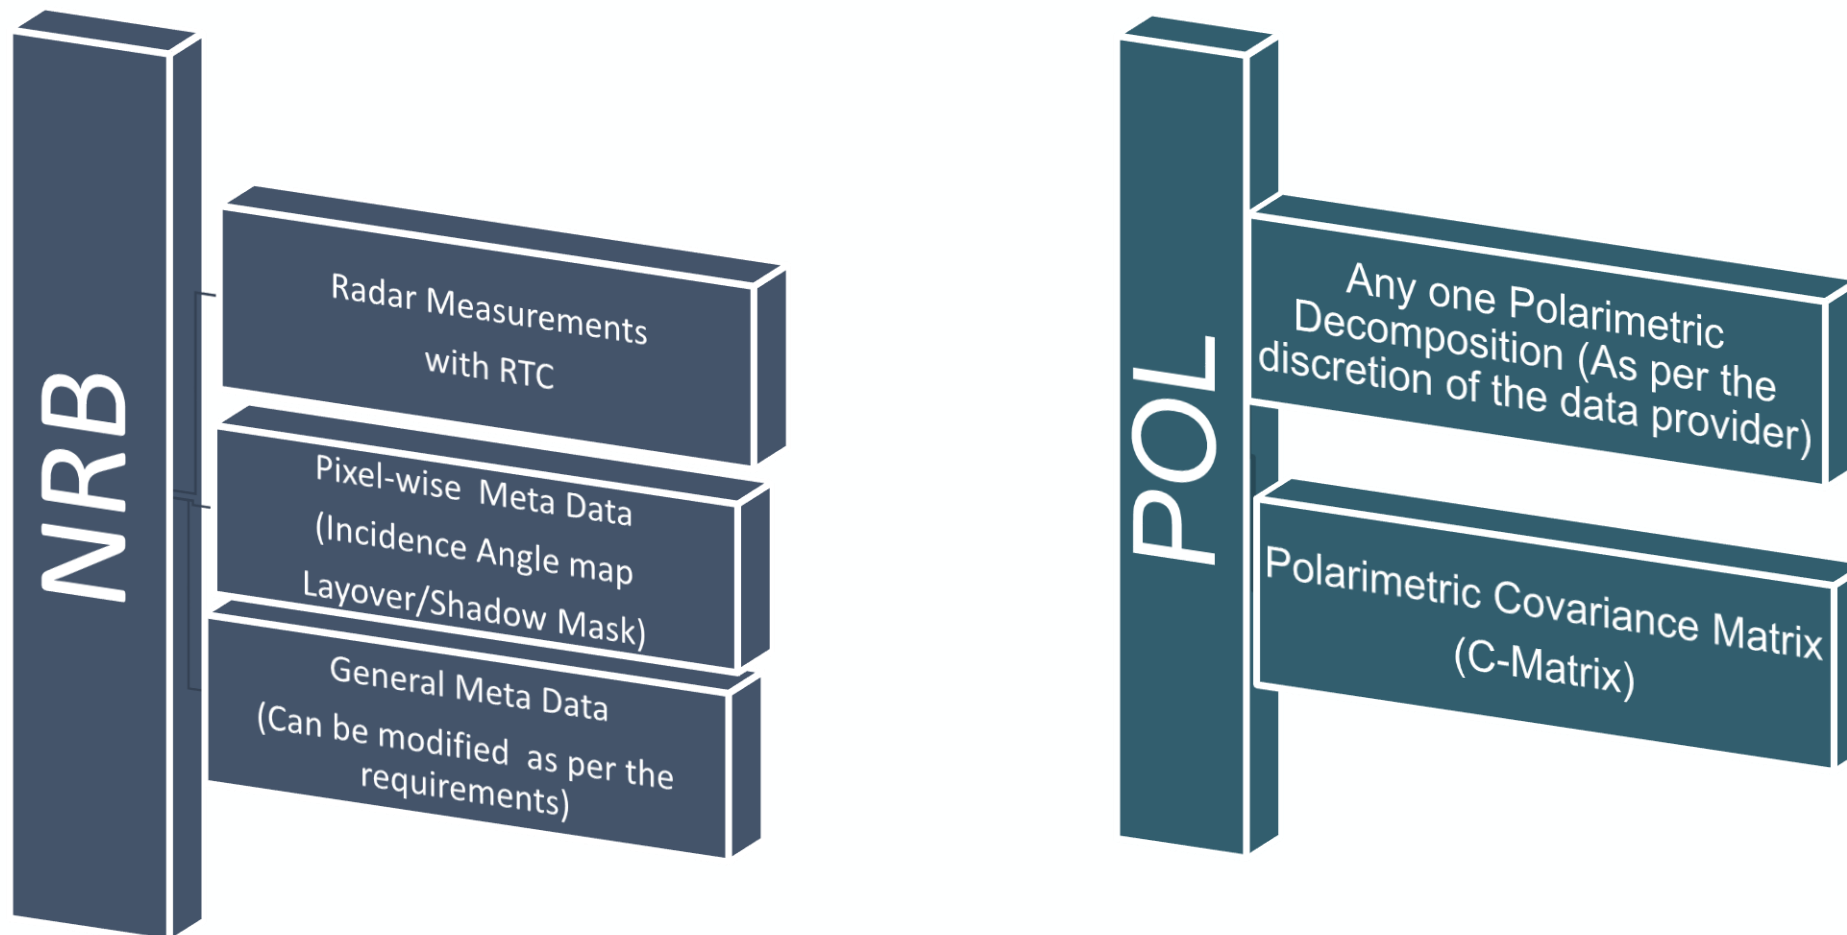 NRB
Radar Measurements
with RTC
Pixel-wise Meta Data
(Incidence Angle map
Layover/Shadow Mask)
General Meta Data
(Can be modified as per the
requirements)
POL
Any one Polarimetric
Decomposition (As per the
discretion of the data provider)
Polarimetric Covariance Matrix
(C-Matrix)